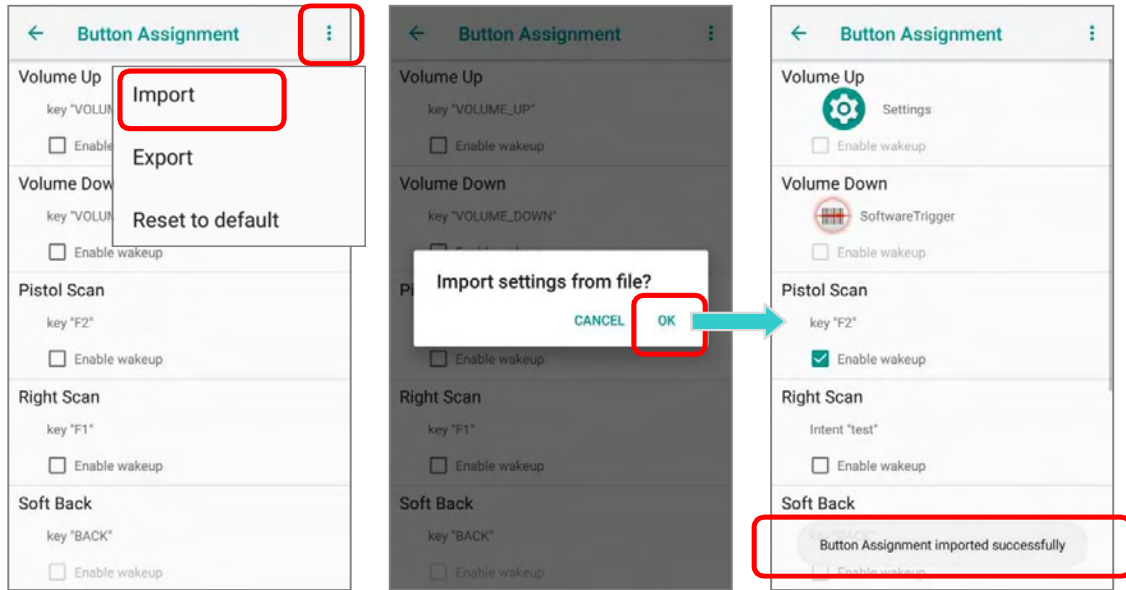 Button Assignment
Volume Up
Import
key "VOLUM
Enable
Export
Volume Dow
Reset to default
key "VOLUM
Enable wakeup
Pistol Scan
key "F2"
Enable wakeup
Right Scan
key "F1"
Enable wakeup
Soft Back
key "BACK"
Enable wakeup
Button Assignment
Volume Up
key "VOLUME_UP"
Enable wakeup
Volume Down
key "VOLUME_DOWN"
Import settings from file?
Pi
CANCEL OK
Enable wakeup
Right Scan
key "F1"
Enable wakeup
Soft Back
key "BACK"
Enable wakeup
Button Assignment
Volume Up
Settings
Enable wakeup
Volume Down
SoftwareTrigger
Enable wakeup
Pistol Scan
key "F2"
Enable wakeup
Right Scan
Intent "test"
Enable wakeup
Soft Back
Button Assignment imported successfully
Enable wakeup